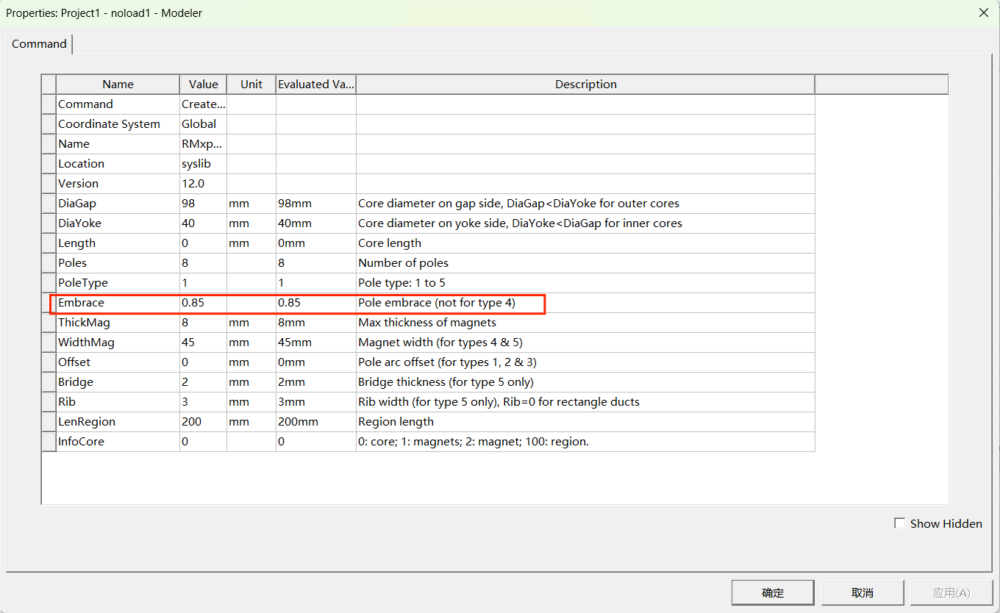 Properties: Project1 - noload1 - Modeler
Command
Name Value Unit Evaluated Va... Description
Command Create...
Coordinate System Global
Name RMxp...
Location syslib
Version 12.0
DiaGap 98 mm 98mm Core diameter on gap side, DiaGap<DiaYoke for outer cores
DiaYoke 40 mm 40mm Core diameter on yoke side, DiaYoke<DiaGap for inner cores
Length 0 mm 0mm Core length
Poles 8 8 Number of poles
PoleType 1 1 Pole type: 1 to 5
Embrace 0.85 0.85 Pole embrace (not for type 4)
ThickMag 8 mm 8mm Max thickness of magnets
WidthMag 45 mm 45mm Magnet width (for types 4 & 5)
Offset 0 mm 0mm Pole arc offset (for types 1, 2 & 3)
Bridge 2 mm 2mm Bridge thickness (for type 5 only)
Rib 3 mm 3mm Rib width (for type 5 only), Rib=0 for rectangle ducts
LenRegion 200 mm 200mm Region length
InfoCore 0 0 0: core; 1: magnets; 2: magnet; 100: region.
Show Hidden
确定 取消 应用(A)